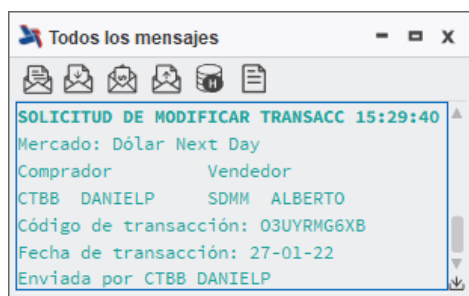 Todos los mensajes
SOLICITUD DE MODIFICAR TRANSACC 15:29:40
Mercado: Dólar Next Day
Comprador Vendedor
CTBB DANIELP SDMM ALBERTO
Código de transacción: O3UYRMG6XB
Fecha de transacción: 27-01-22
Enviada por CTBB DANIELP